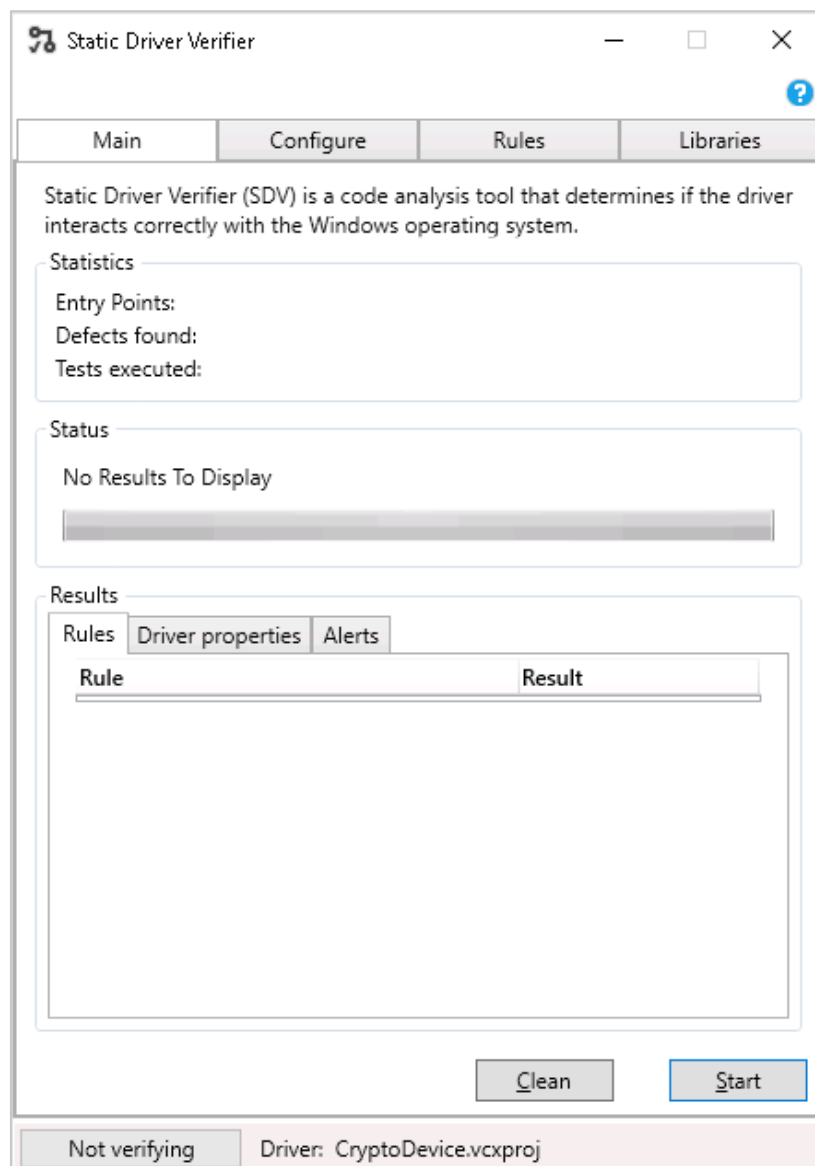 Static Driver Verifier
?
Main Configure Rules Libraries
Static Driver Verifier (SDV) is a code analysis tool that determines if the driver
interacts correctly with the Windows operating system.
Statistics
Entry Points:
Defects found:
Tests executed:
Status
No Results To Display
Results
Rules Driver properties Alerts
Rule Result
Clean Start
Not verifying Driver: CryptoDevice.vcxproj